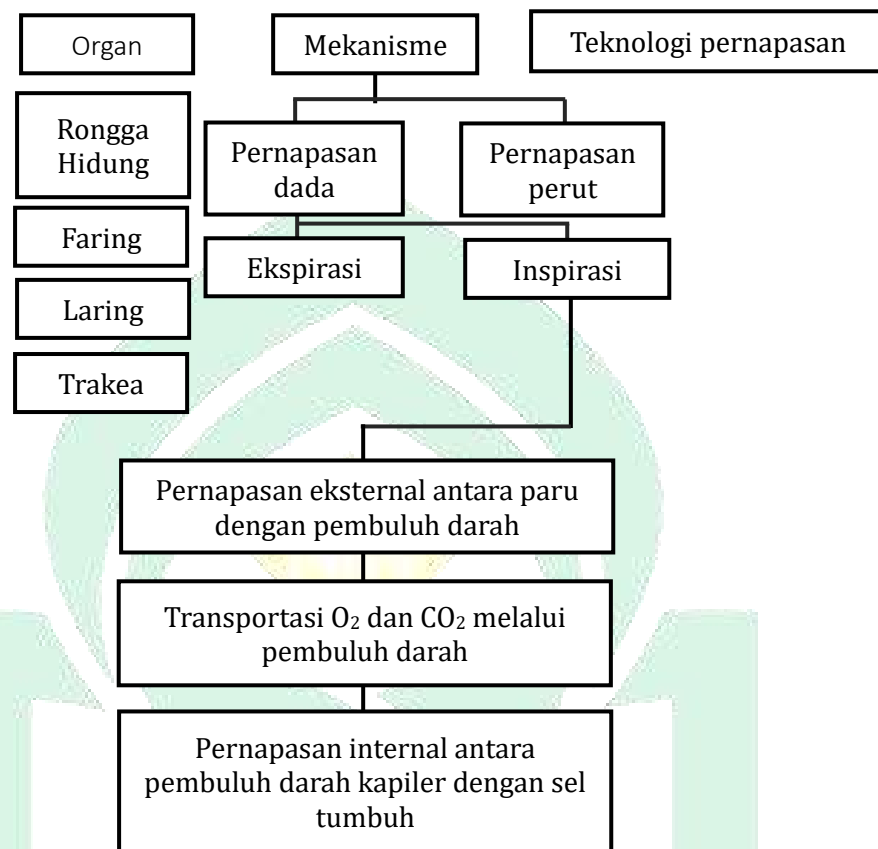 Organ
Mekanisme
Teknologi pernapasan
Rongga
Hidung
Pernapasan
dada
Pernapasan
perut
Faring
Ekspirasi
Inspirasi
Laring
Trakea
Pernapasan eksternal antara paru
dengan pembuluh darah
Transportasi O₂ dan CO₂ melalui
pembuluh darah
Pernapasan internal antara
pembuluh darah kapiler dengan sel
tumbuh